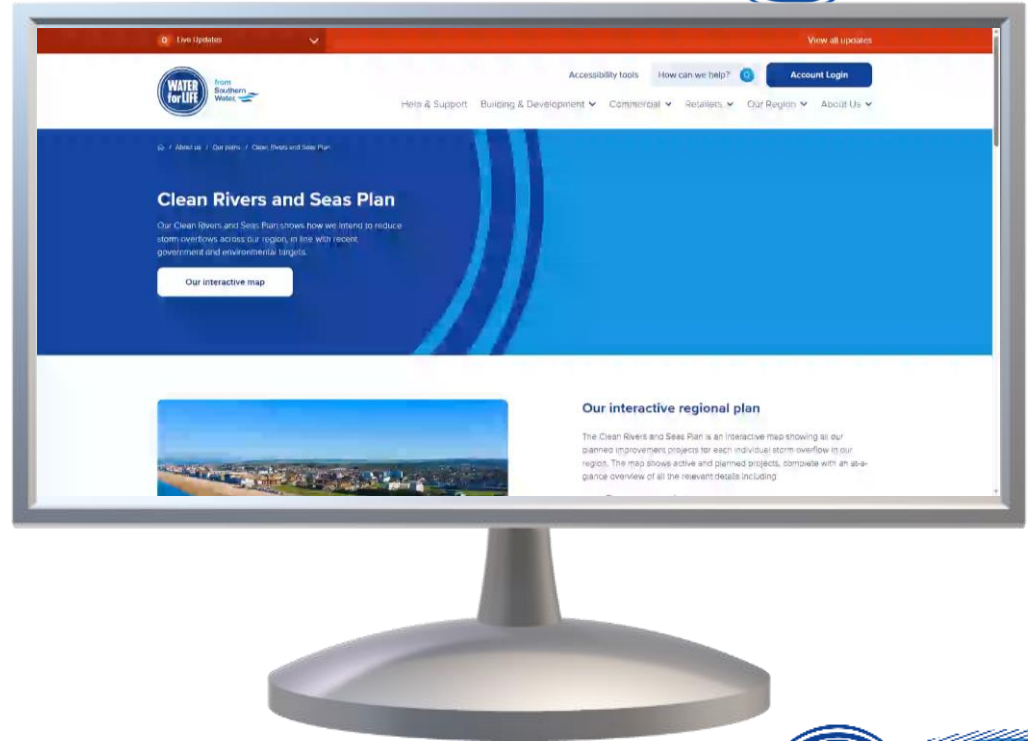 0 Live Updates
View all updates
WATER for LIFE
from Southern Water
Accessibility tools
How can we help?
Account Login
Help & Support
Building & Development
Commercial
Retailers
Our Region
About Us
/ About us / Our plans / Clean Rivers and Seas Plan
Clean Rivers and Seas Plan
Our Clean Rivers and Seas Plan shows how we intend to reduce
storm overflows across our region, in line with recent
government and environmental targets.
Our interactive map
Our interactive regional plan
The Clean Rivers and Seas Plan is an interactive map showing all our
planned improvement projects for each individual storm overflow in our
region. The map shows active and planned projects, complete with an at-a-
glance overview of all the relevant details including: